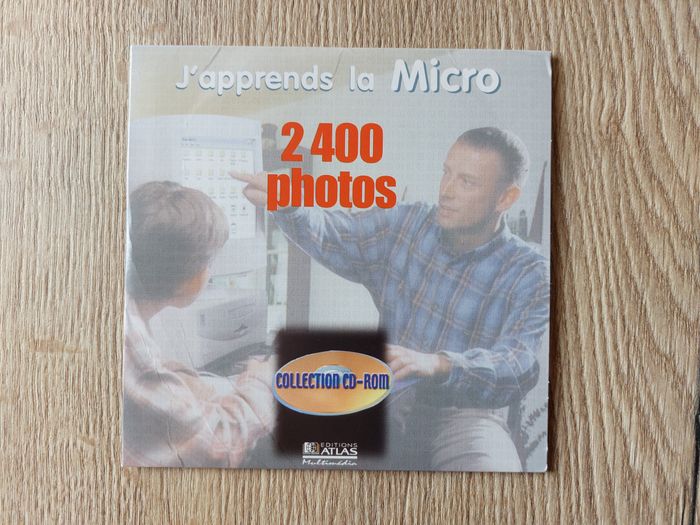 J'apprends la Micro
2 400
photos
COLLECTION CD-ROM
EDITIONS
ATLAS
Multimédia